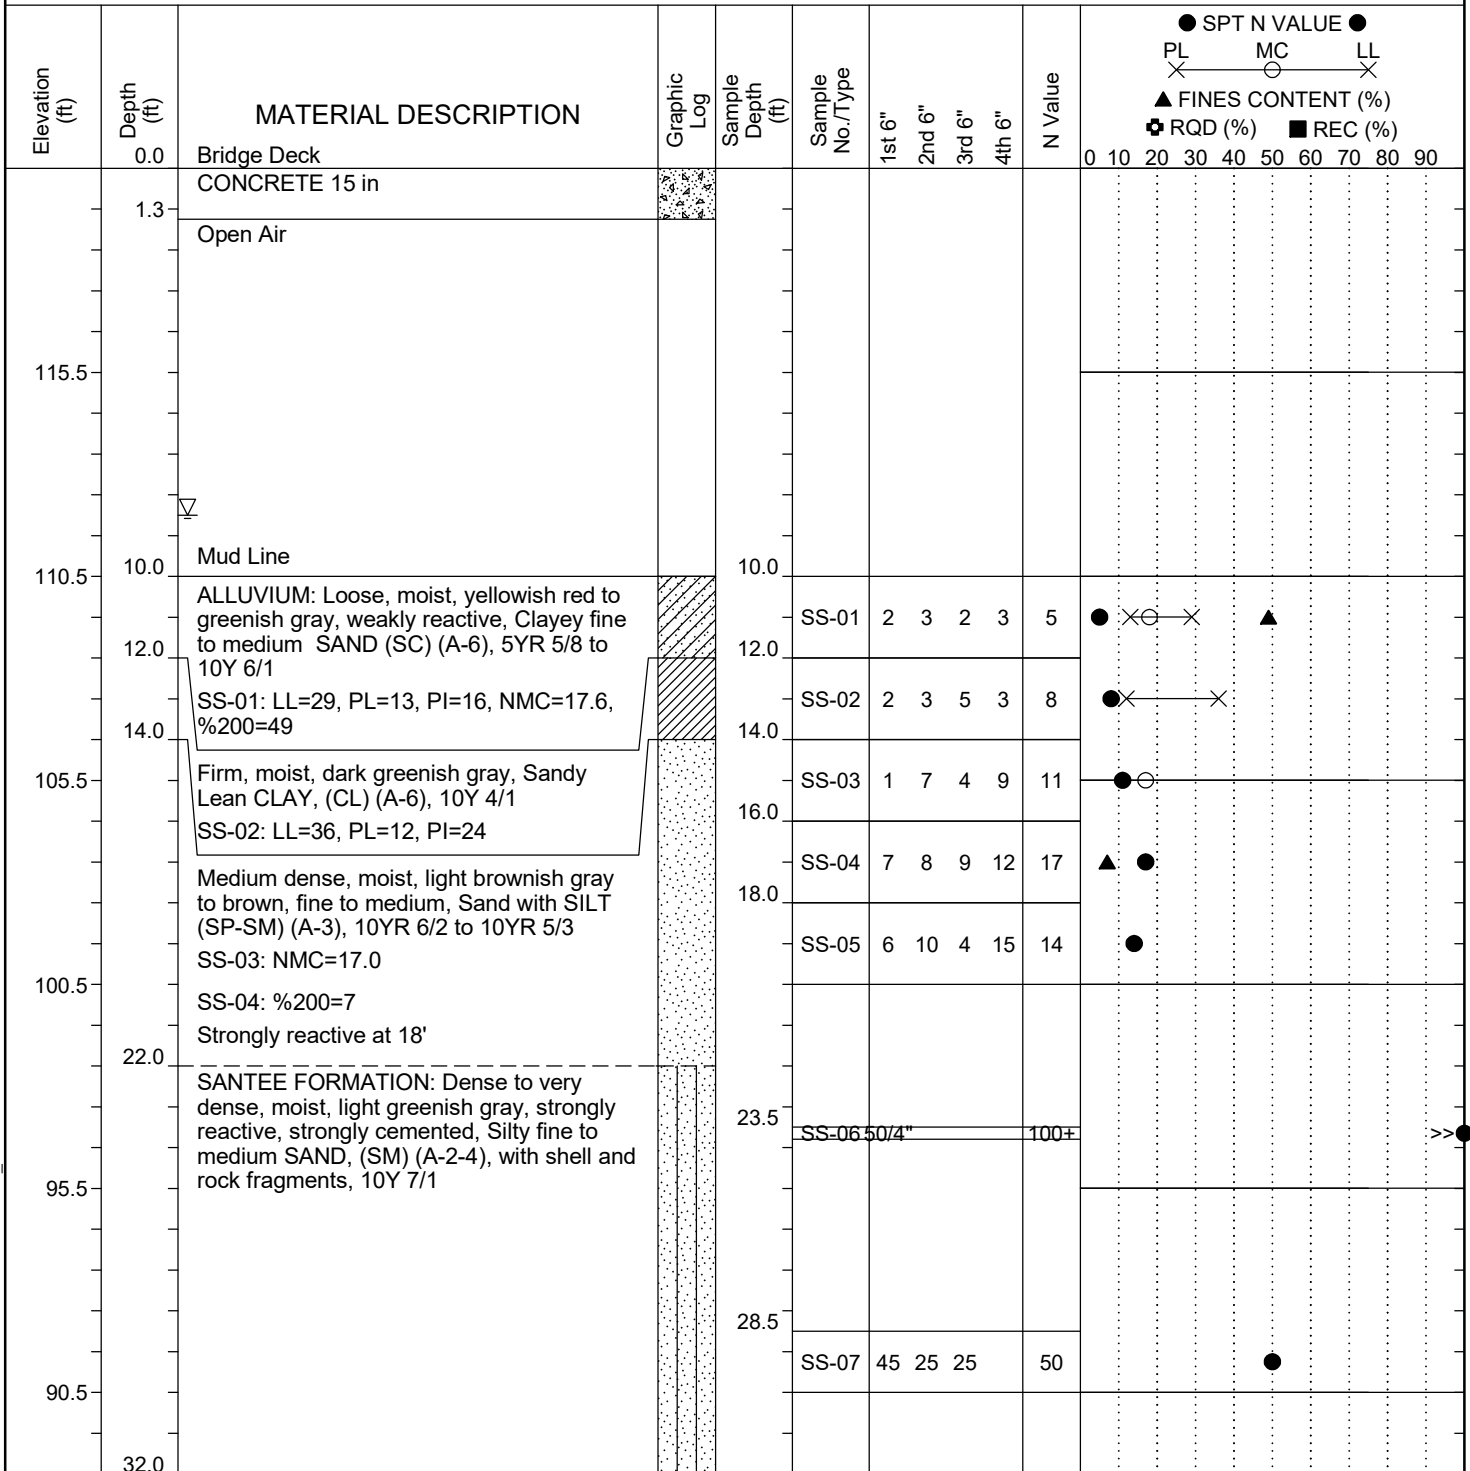 ● SPT N VALUE ●
PL MC LL
▲ FINES CONTENT (%)
RQD (%) ■ REC (%)
Elevation (ft)
Depth (ft)
MATERIAL DESCRIPTION
Graphic Log
Sample Depth (ft)
Sample No./Type
1st 6"
2nd 6"
3rd 6"
4th 6"
N Value
0 10 20 30 40 50 60 70 80 90
0.0 Bridge Deck
CONCRETE 15 in
1.3
Open Air
115.5
Mud Line
10.0 10.0
110.5
ALLUVIUM: Loose, moist, yellowish red to
greenish gray, weakly reactive, Clayey fine
to medium SAND (SC) (A-6), 5YR 5/8 to
10Y 6/1
SS-01 2 3 2 3 5
12.0 12.0
SS-01: LL=29, PL=13, PI=16, NMC=17.6,
%200=49
SS-02 2 3 5 3 8
14.0 14.0
Firm, moist, dark greenish gray, Sandy
Lean CLAY, (CL) (A-6), 10Y 4/1
105.5
SS-03 1 7 4 9 11
16.0
SS-02: LL=36, PL=12, PI=24
SS-04 7 8 9 12 17
Medium dense, moist, light brownish gray
to brown, fine to medium, Sand with SILT
(SP-SM) (A-3), 10YR 6/2 to 10YR 5/3
18.0
SS-05 6 10 4 15 14
SS-03: NMC=17.0
100.5
SS-04: %200=7
Strongly reactive at 18'
22.0
SANTEE FORMATION: Dense to very
dense, moist, light greenish gray, strongly
reactive, strongly cemented, Silty fine to
medium SAND, (SM) (A-2-4), with shell and
rock fragments, 10Y 7/1
23.5
SS-06 50/4" 100+ >>
95.5
28.5
SS-07 45 25 25 50
90.5
32.0